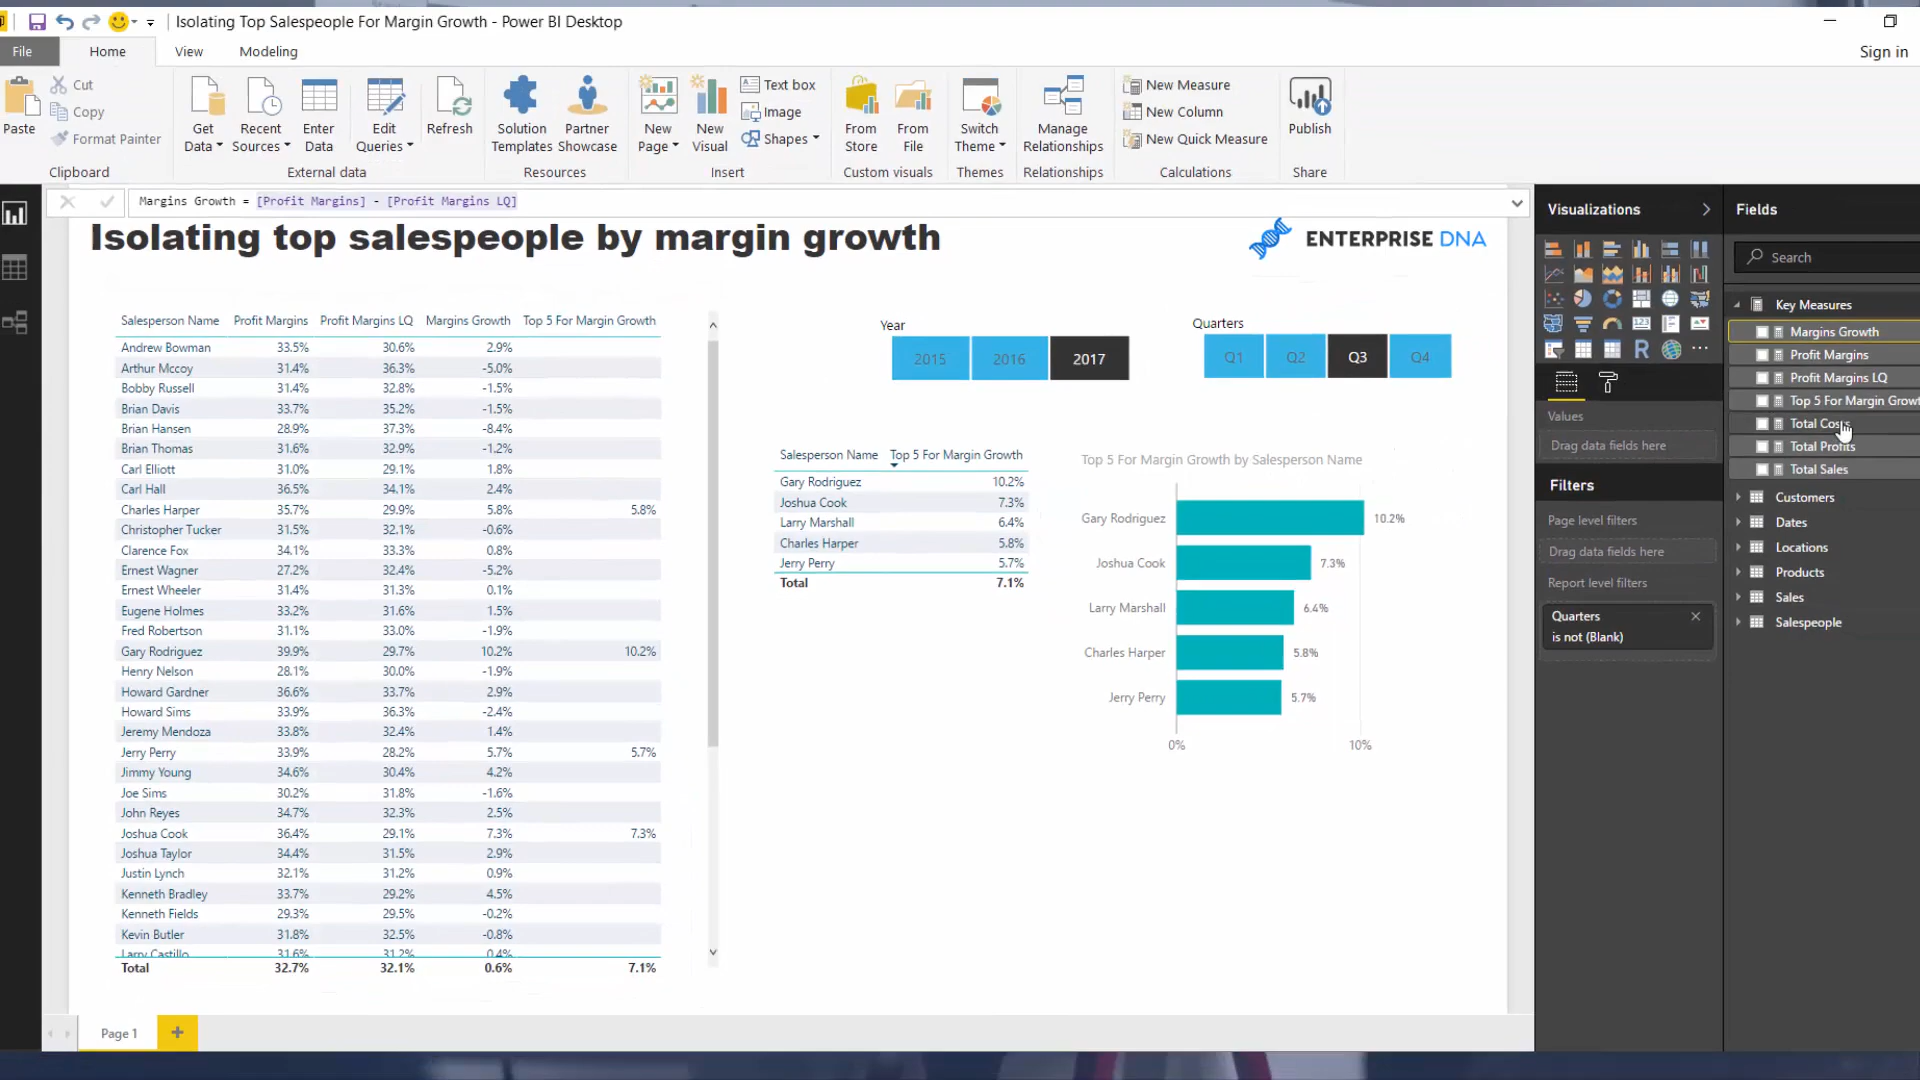 Isolating Top Salespeople For Margin Growth - Power BI Desktop
File Home View Modeling Sign in
Paste Cut Copy Format Painter Clipboard
Get Data Recent Sources Enter Data Edit Queries Refresh External data
Solution Templates Partner Showcase Resources
New Page New Visual Text box Image Shapes Insert
From Store From File Custom visuals
Switch Theme Themes
Manage Relationships Relationships
New Measure New Column New Quick Measure Calculations
Publish Share
Margins Growth = [Profit Margins] - [Profit Margins LQ]
Isolating top salespeople by margin growth
ENTERPRISE DNA
Salesperson Name Profit Margins Profit Margins LQ Margins Growth Top 5 For Margin Growth
Andrew Bowman 33.5% 30.6% 2.9%
Arthur Mccoy 31.4% 36.3% -5.0%
Bobby Russell 31.4% 32.8% -1.5%
Brian Davis 33.7% 35.2% -1.5%
Brian Hansen 28.9% 37.3% -8.4%
Brian Thomas 31.6% 32.9% -1.2%
Carl Elliott 31.0% 29.1% 1.8%
Carl Hall 36.5% 34.1% 2.4%
Charles Harper 35.7% 29.9% 5.8% 5.8%
Christopher Tucker 31.5% 32.1% -0.6%
Clarence Fox 34.1% 33.3% 0.8%
Ernest Wagner 27.2% 32.4% -5.2%
Ernest Wheeler 31.4% 31.3% 0.1%
Eugene Holmes 33.2% 31.6% 1.5%
Fred Robertson 31.1% 33.0% -1.9%
Gary Rodriguez 39.9% 29.7% 10.2% 10.2%
Henry Nelson 28.1% 30.0% -1.9%
Howard Gardner 36.6% 33.7% 2.9%
Howard Sims 33.9% 36.3% -2.4%
Jeremy Mendoza 33.8% 32.4% 1.4%
Jerry Perry 33.9% 28.2% 5.7% 5.7%
Jimmy Young 34.6% 30.4% 4.2%
Joe Sims 30.2% 31.8% -1.6%
John Reyes 34.7% 32.3% 2.5%
Joshua Cook 36.4% 29.1% 7.3% 7.3%
Joshua Taylor 34.4% 31.5% 2.9%
Justin Lynch 32.1% 31.2% 0.9%
Kenneth Bradley 33.7% 29.2% 4.5%
Kenneth Fields 29.3% 29.5% -0.2%
Kevin Butler 31.8% 32.5% -0.8%
Larry Castillo 31.6% 31.2% 0.4%
Total 32.7% 32.1% 0.6% 7.1%
Year
2015 2016 2017
Quarters
Q1 Q2 Q3 Q4
Salesperson Name Top 5 For Margin Growth
Gary Rodriguez 10.2%
Joshua Cook 7.3%
Larry Marshall 6.4%
Charles Harper 5.8%
Jerry Perry 5.7%
Total 7.1%
Top 5 For Margin Growth by Salesperson Name
Gary Rodriguez 10.2%
Joshua Cook 7.3%
Larry Marshall 6.4%
Charles Harper 5.8%
Jerry Perry 5.7%
0% 10%
Visualizations
R
Values
Drag data fields here
Filters
Page level filters
Drag data fields here
Report level filters
Quarters
is not (Blank)
Fields
Search
Key Measures
Margins Growth
Profit Margins
Profit Margins LQ
Top 5 For Margin Growt
Total Costs
Total Profits
Total Sales
Customers
Dates
Locations
Products
Sales
Salespeople
Page 1